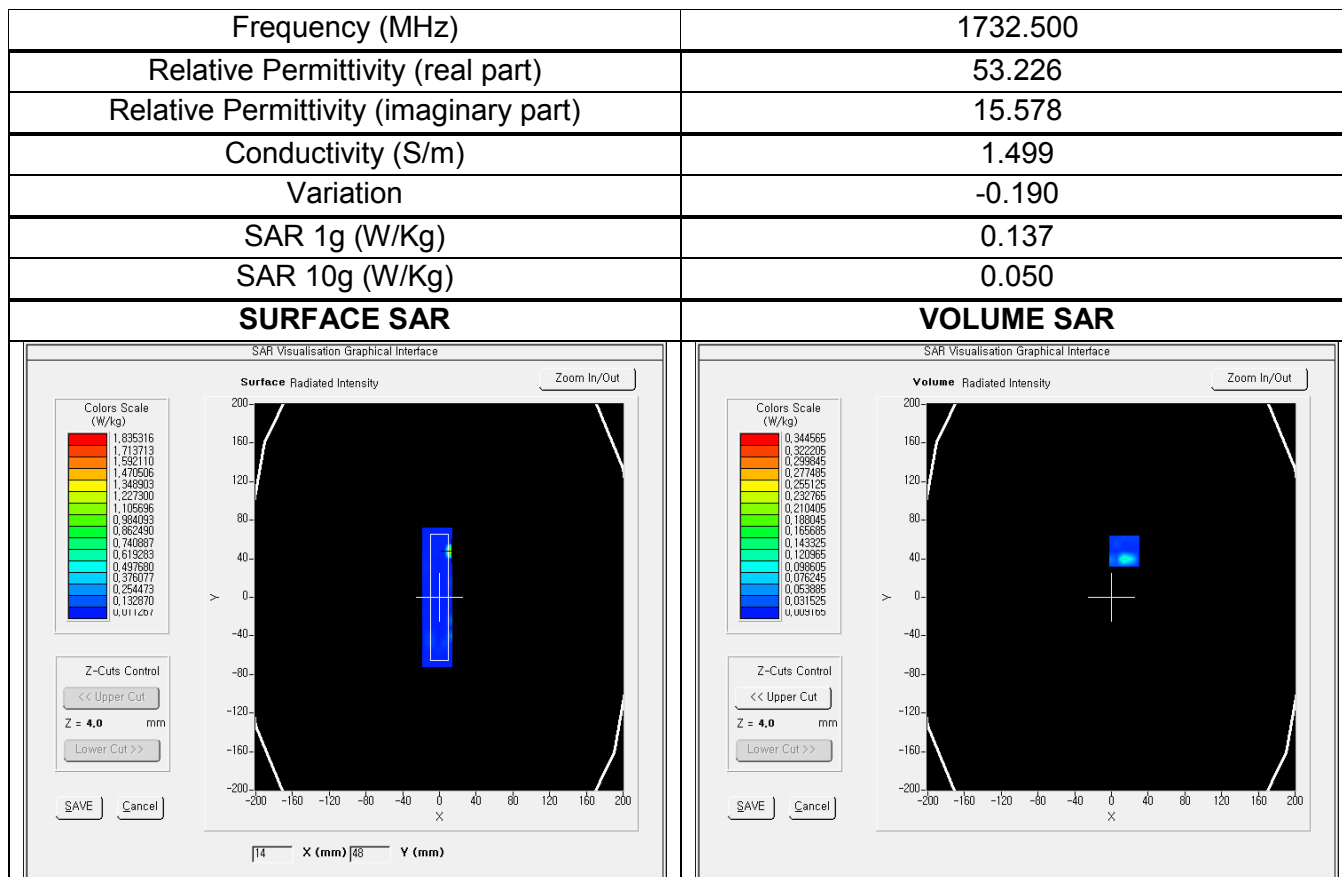 Frequency (MHz) 1732.500
Relative Permittivity (real part) 53.226
Relative Permittivity (imaginary part) 15.578
Conductivity (S/m) 1.499
Variation -0.190
SAR 1g (W/Kg) 0.137
SAR 10g (W/Kg) 0.050
SURFACE SAR VOLUME SAR
SAR Visualisation Graphical Interface
Surface Radiated Intensity
Zoom In/Out
Colors Scale
(W/kg)
1,835316
1,713713
1,592110
1,470506
1,348903
1,227300
1,105696
0,984093
0,862490
0,740887
0,619283
0,497680
0,376077
0,254473
0,132870
0,011267
Z-Cuts Control
<< Upper Cut
Z = 4,0 mm
Lower Cut >>
SAVE Cancel
200
160
120
80
40
0
-40
-80
-120
-160
-200
Y
-200 -160 -120 -80 -40 0 40 80 120 160 200
X
14 X (mm) 48 Y (mm)
SAR Visualisation Graphical Interface
Volume Radiated Intensity
Zoom In/Out
Colors Scale
(W/kg)
0,344565
0,322205
0,299845
0,277485
0,255125
0,232765
0,210405
0,188045
0,165685
0,143325
0,120965
0,098605
0,076245
0,053885
0,031525
0,009165
Z-Cuts Control
<< Upper Cut
Z = 4,0 mm
Lower Cut >>
SAVE Cancel
200
160
120
80
40
0
-40
-80
-120
-160
-200
Y
-200 -160 -120 -80 -40 0 40 80 120 160 200
X